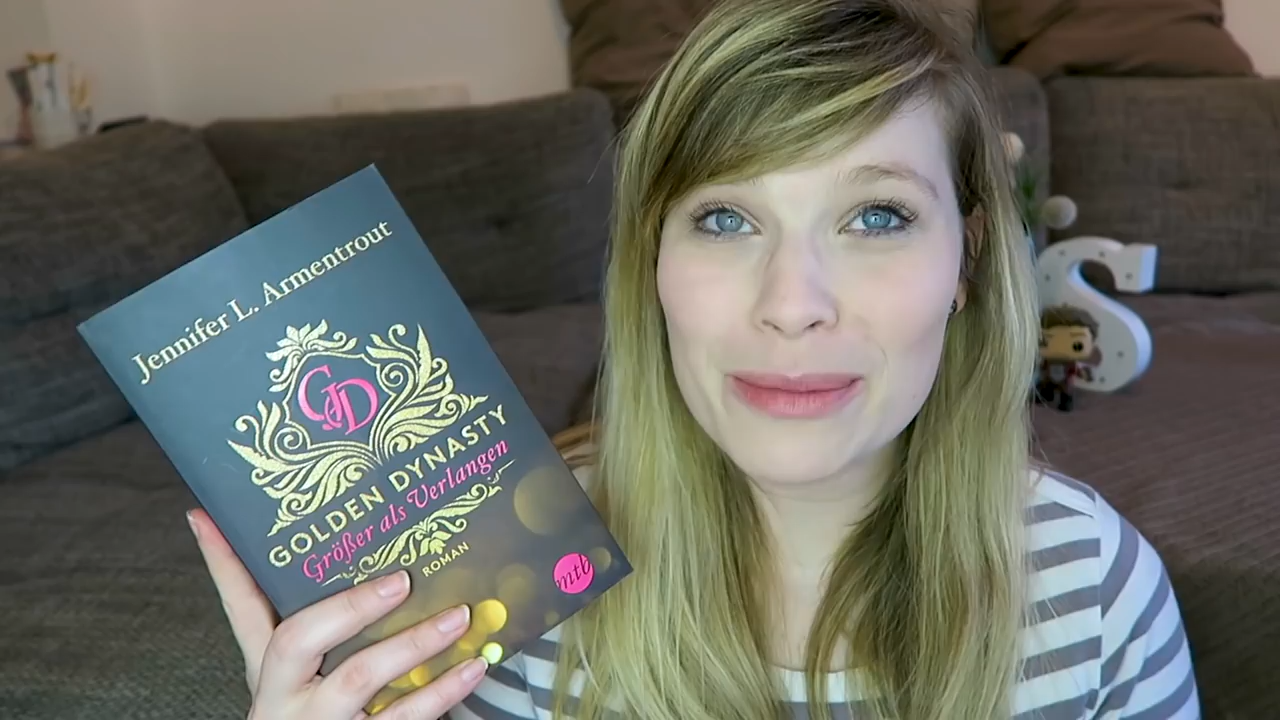 Jennifer L. Armentrout
GD
GOLDEN DYNASTY
Größer als Verlangen
ROMAN
mtb
S